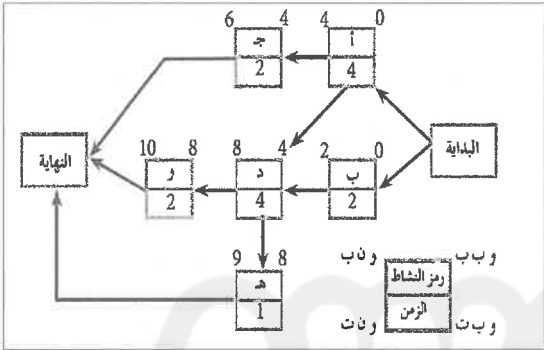 0 4 4 6
أ جـ
4 2
البداية
النهاية
0 2 4 8 8 10
ب د و
2 4 2
8 9
هـ
1
و ب ب و ن ب
رمز النشاط
الزمن
و ب ت و ن ت